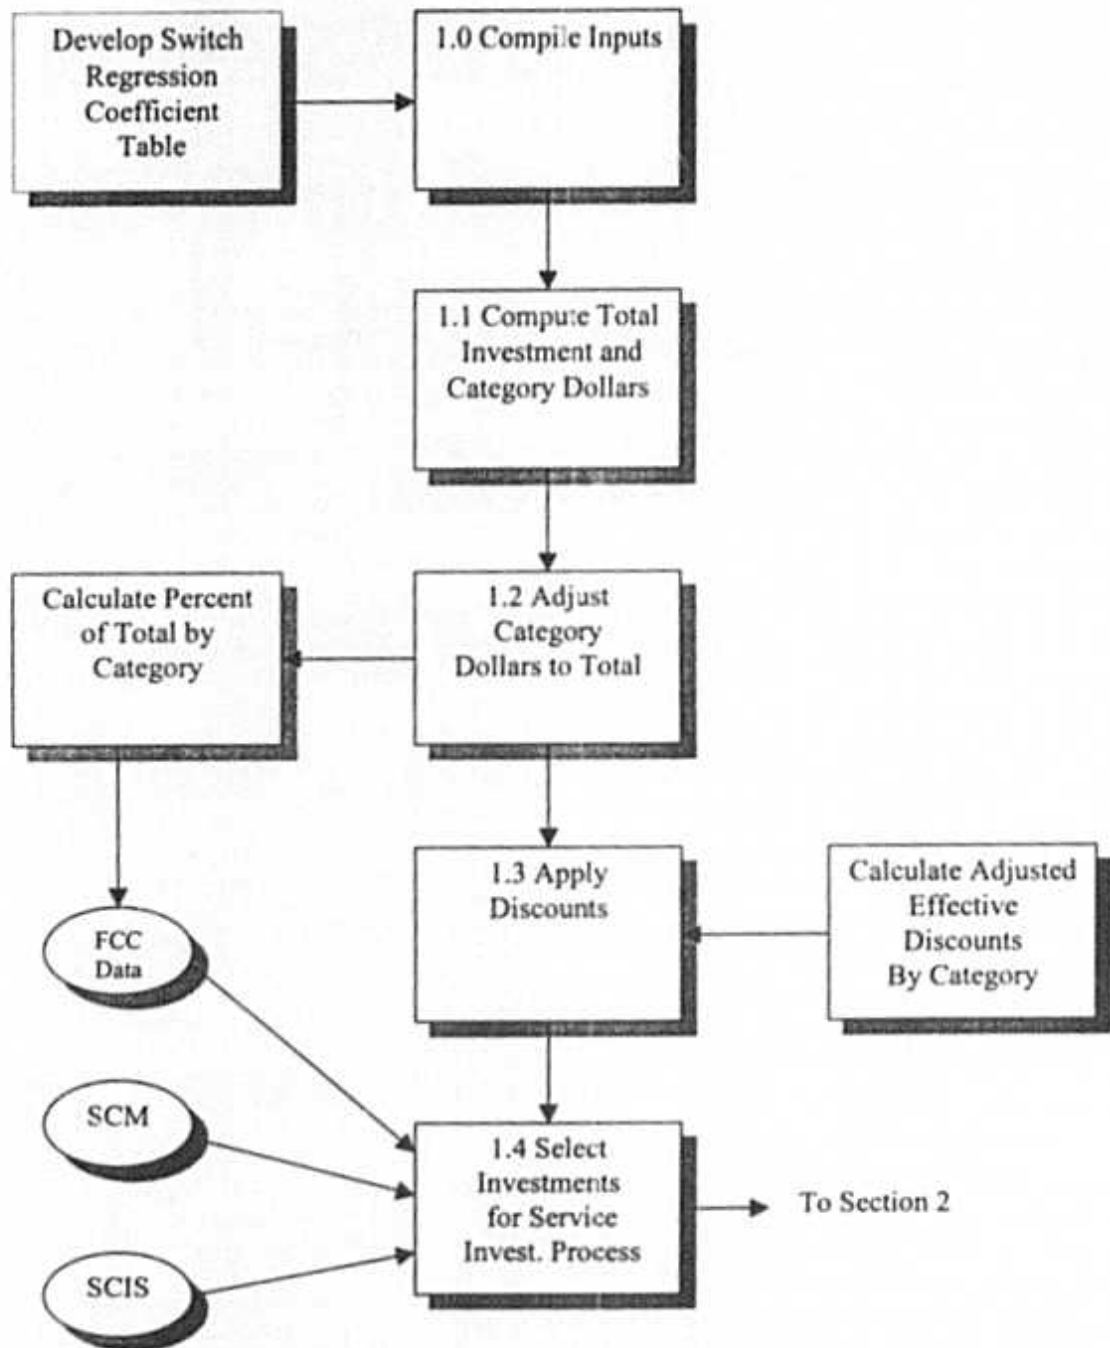 Develop Switch
Regression
Coefficient
Table
1.0 Compile Inputs
1.1 Compute Total
Investment and
Category Dollars
Calculate Percent
of Total by
Category
1.2 Adjust
Category
Dollars to Total
1.3 Apply
Discounts
Calculate Adjusted
Effective
Discounts
By Category
FCC
Data
SCM
1.4 Select
Investments
for Service
Invest. Process
To Section 2
SCIS